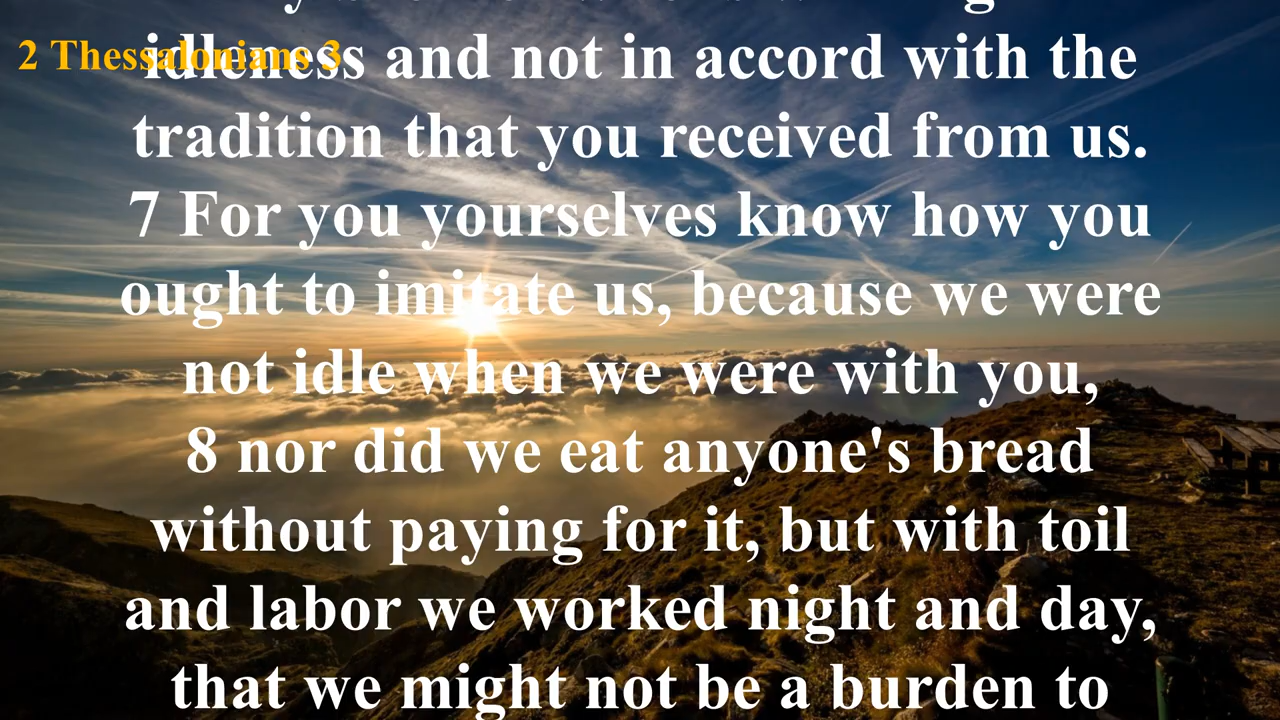 2 Thessalonians 3
idleness and not in accord with the
tradition that you received from us.
7 For you yourselves know how you
ought to imitate us, because we were
not idle when we were with you,
8 nor did we eat anyone's bread
without paying for it, but with toil
and labor we worked night and day,
that we might not be a burden to